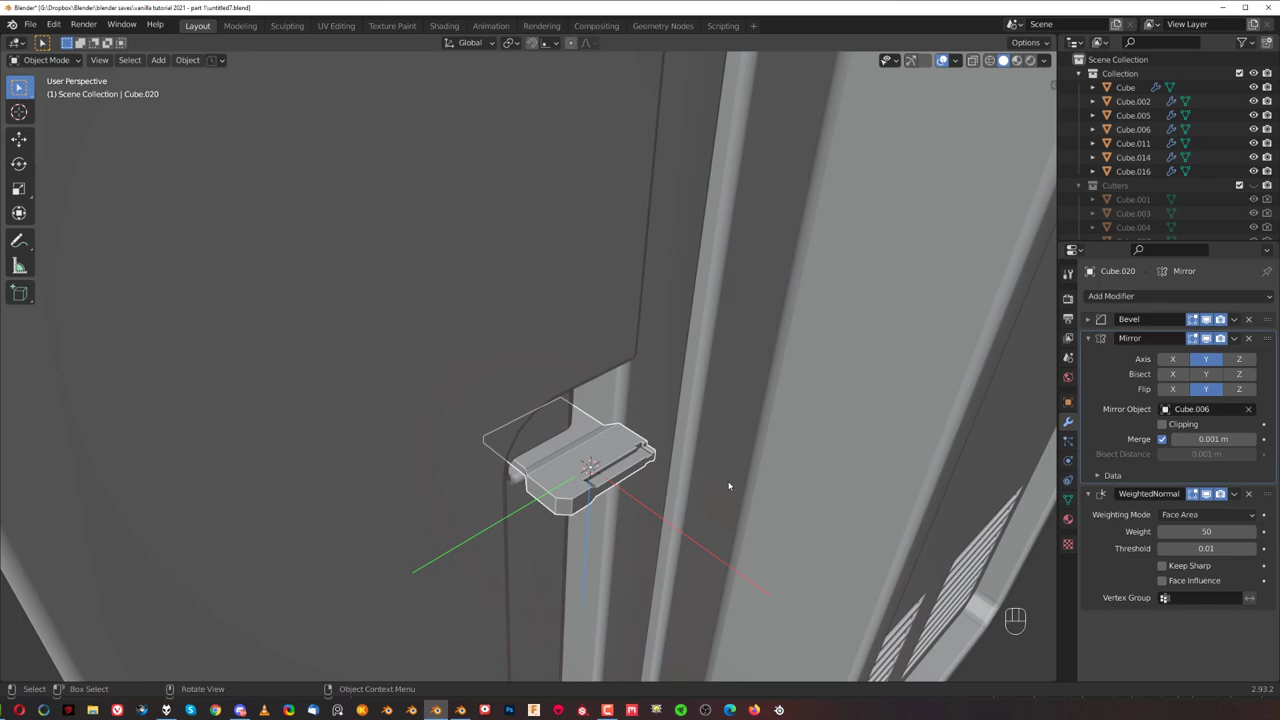 Blender* [G:\Dropbox\Blender\blender saves\vanilla tutorial 2021 - part 1\untitled7.blend]
File Edit Render Window Help Layout Modeling Sculpting UV Editing Texture Paint Shading Animation Rendering Compositing Geometry Nodes Scripting + Scene View Layer
Global Options
Object Mode View Select Add Object
User Perspective
(1) Scene Collection | Cube.020
Scene Collection
Collection
Cube
Cube.002
Cube.005
Cube.006
Cube.011
Cube.014
Cube.016
Cutters
Cube.001
Cube.003
Cube.004
Cube.020 Mirror
Add Modifier
Bevel
Mirror
Axis X Y Z
Bisect X Y Z
Flip X Y Z
Mirror Object Cube.006
Clipping
Merge 0.001 m
Bisect Distance 0.001 m
Data
WeightedNormal
Weighting Mode Face Area
Weight 50
Threshold 0.01
Keep Sharp
Face Influence
Vertex Group
Select Box Select Rotate View Object Context Menu 2.93.2